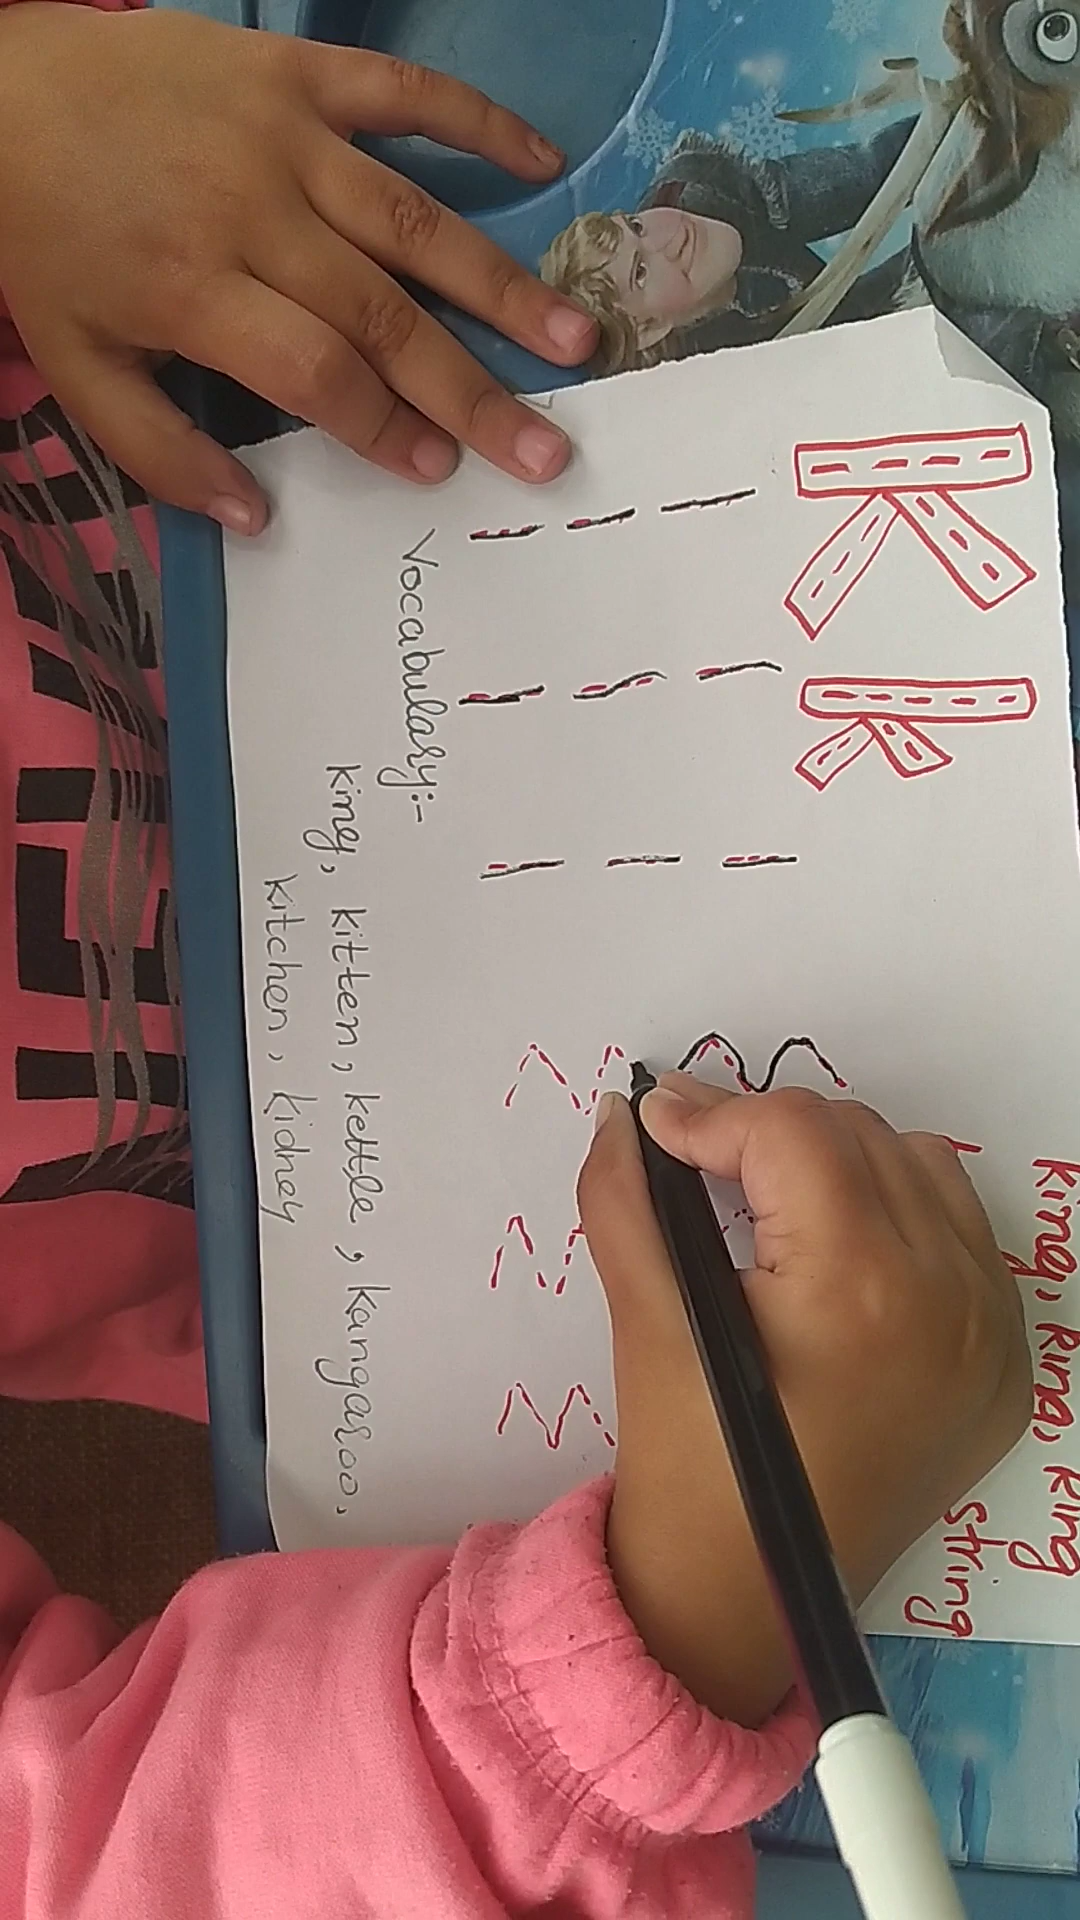 K K
king, ring, king
string
Vocabulary:-
king, kitten, kettle, kangaroo,
kitchen, kidney